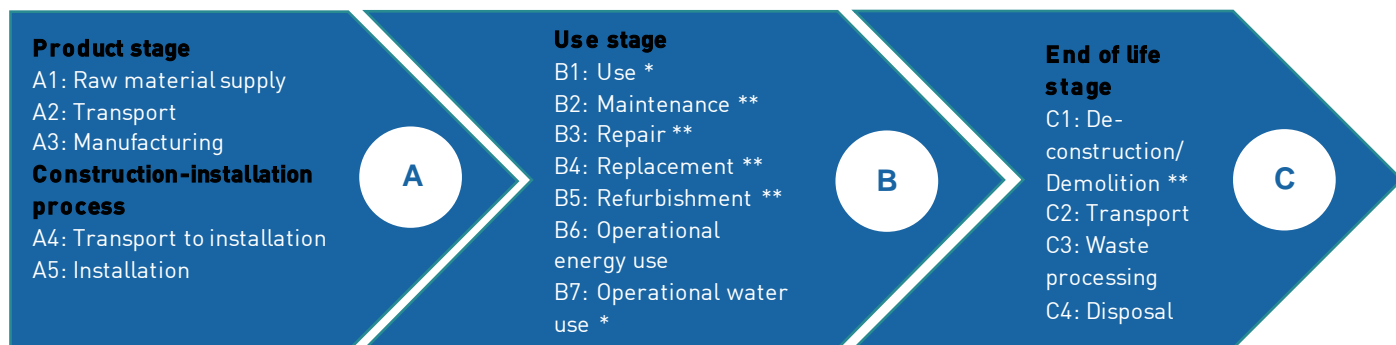 Product stage
A1: Raw material supply
A2: Transport
A3: Manufacturing
Construction-installation
process
A4: Transport to installation
A5: Installation
A
Use stage
B1: Use *
B2: Maintenance **
B3: Repair **
B4: Replacement **
B5: Refurbishment **
B6: Operational
energy use
B7: Operational water
use *
B
End of life
stage
C1: De-
construction/
Demolition **
C2: Transport
C3: Waste
processing
C4: Disposal
C